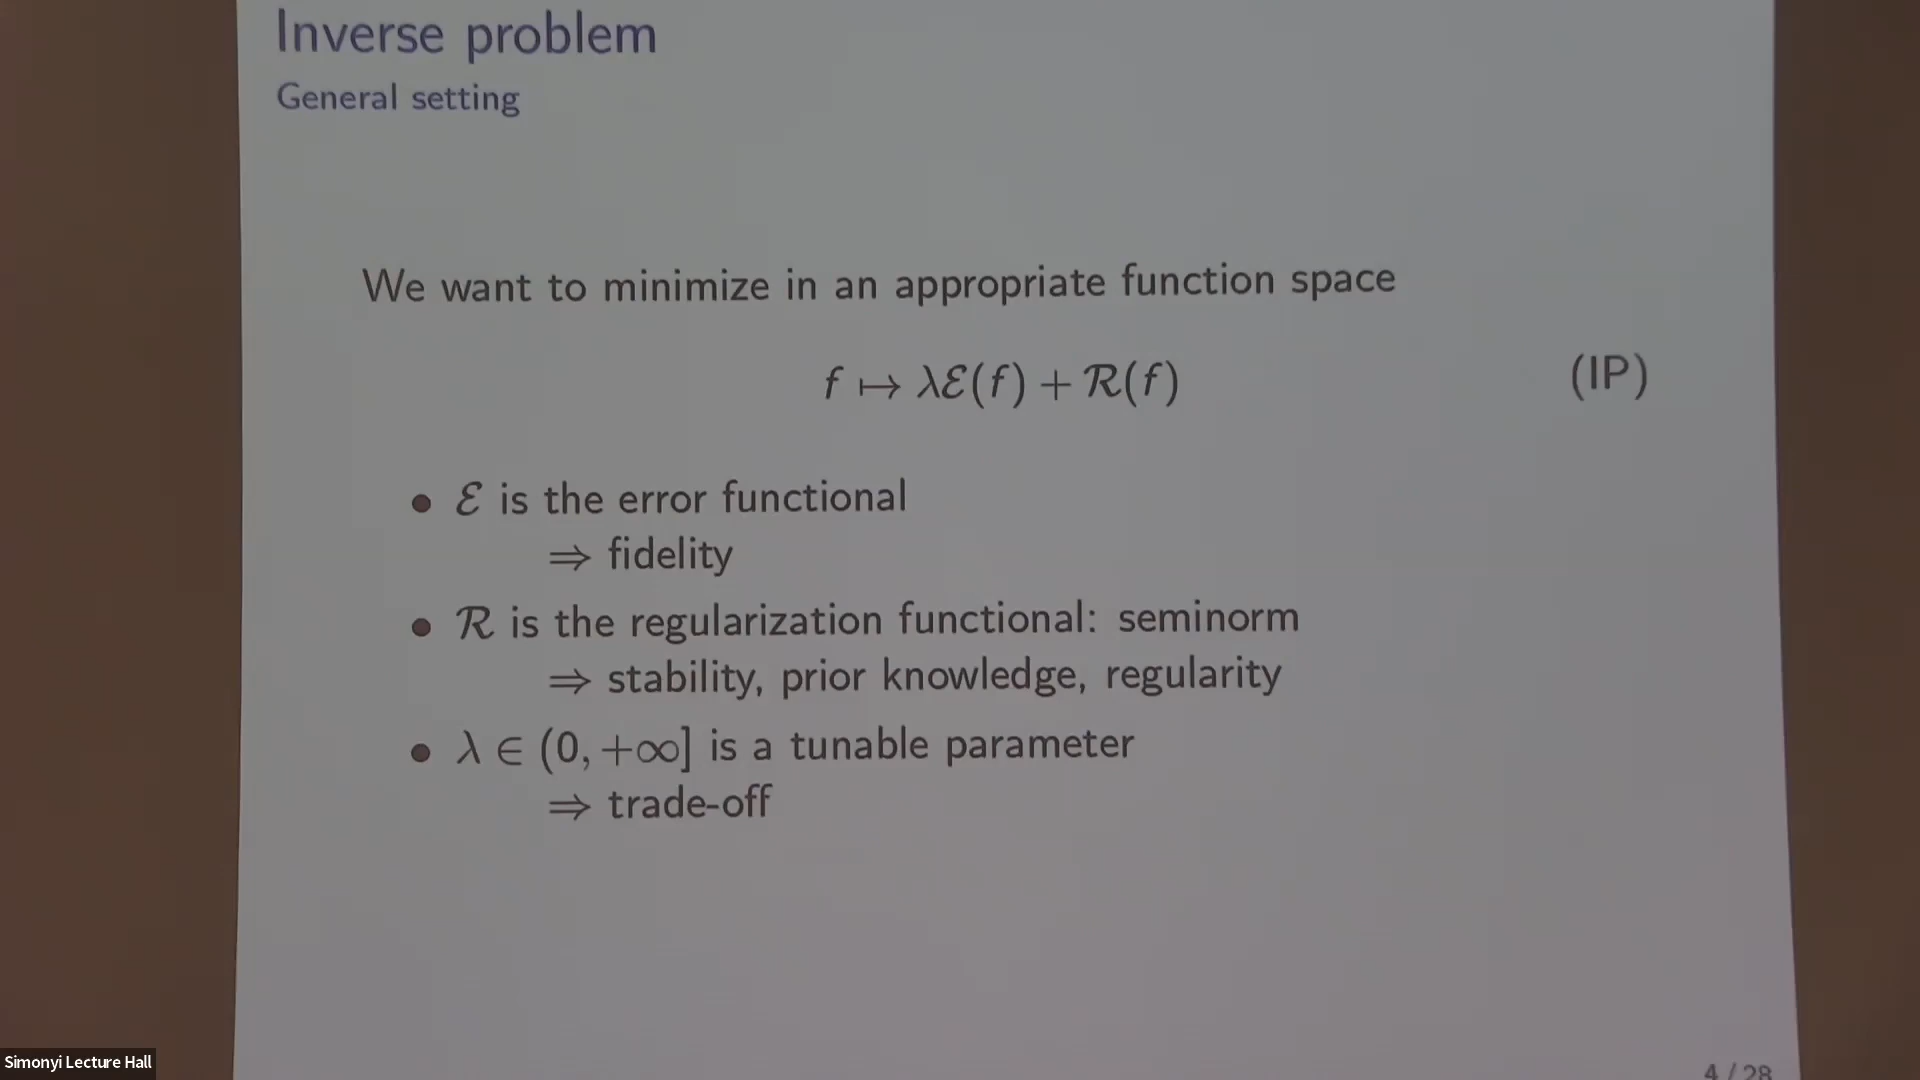 Inverse problem
General setting
We want to minimize in an appropriate function space
f ↦ λℰ(f) + ℛ(f) (IP)
• ℰ is the error functional
⇒ fidelity
• ℛ is the regularization functional: seminorm
⇒ stability, prior knowledge, regularity
• λ ∈ (0, +∞] is a tunable parameter
⇒ trade-off
4 / 28
Simonyi Lecture Hall